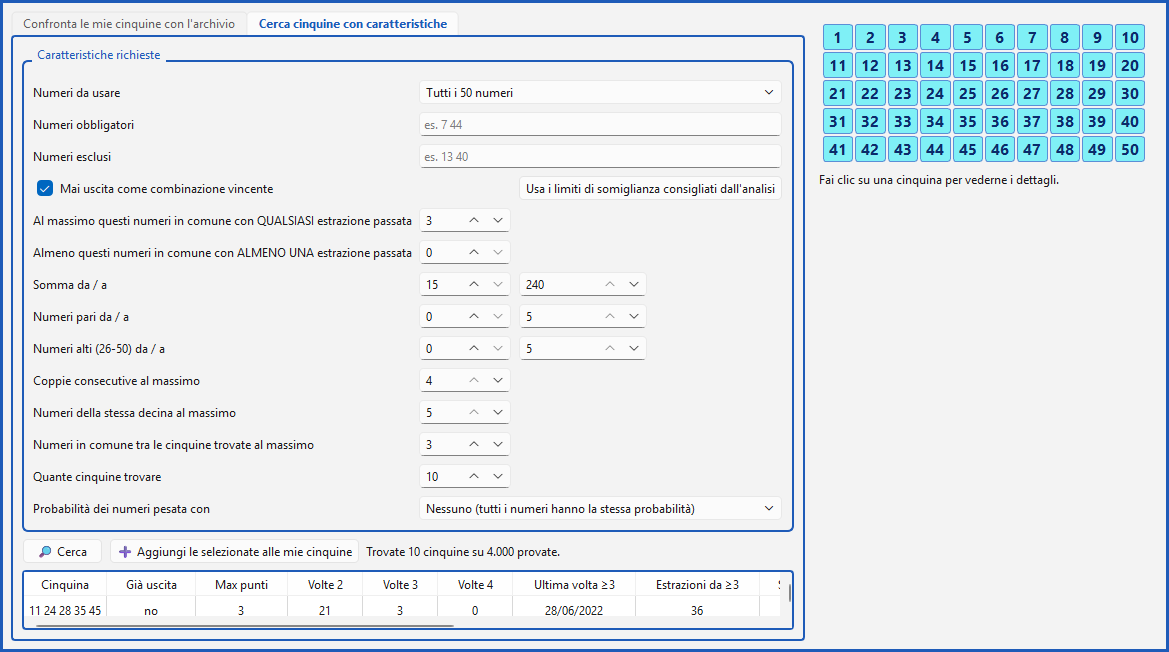 Confronta le mie cinquine con l'archivio
Cerca cinquine con caratteristiche
Caratteristiche richieste
Numeri da usare
Tutti i 50 numeri
Numeri obbligatori
es. 7 44
Numeri esclusi
es. 13 40
Mai uscita come combinazione vincente
Usa i limiti di somiglianza consigliati dall'analisi
Al massimo questi numeri in comune con QUALSIASI estrazione passata 3
Almeno questi numeri in comune con ALMENO UNA estrazione passata 0
Somma da / a 15 240
Numeri pari da / a 0 5
Numeri alti (26-50) da / a 0 5
Coppie consecutive al massimo 4
Numeri della stessa decina al massimo 5
Numeri in comune tra le cinquine trovate al massimo 3
Quante cinquine trovare 10
Probabilità dei numeri pesata con
Nessuno (tutti i numeri hanno la stessa probabilità)
Cerca
Aggiungi le selezionate alle mie cinquine
Trovate 10 cinquine su 4.000 provate.
Cinquina Già uscita Max punti Volte 2 Volte 3 Volte 4 Ultima volta ≥3 Estrazioni da ≥3
11 24 28 35 45 no 3 21 3 0 28/06/2022 36
1 2 3 4 5 6 7 8 9 10
11 12 13 14 15 16 17 18 19 20
21 22 23 24 25 26 27 28 29 30
31 32 33 34 35 36 37 38 39 40
41 42 43 44 45 46 47 48 49 50
Fai clic su una cinquina per vederne i dettagli.